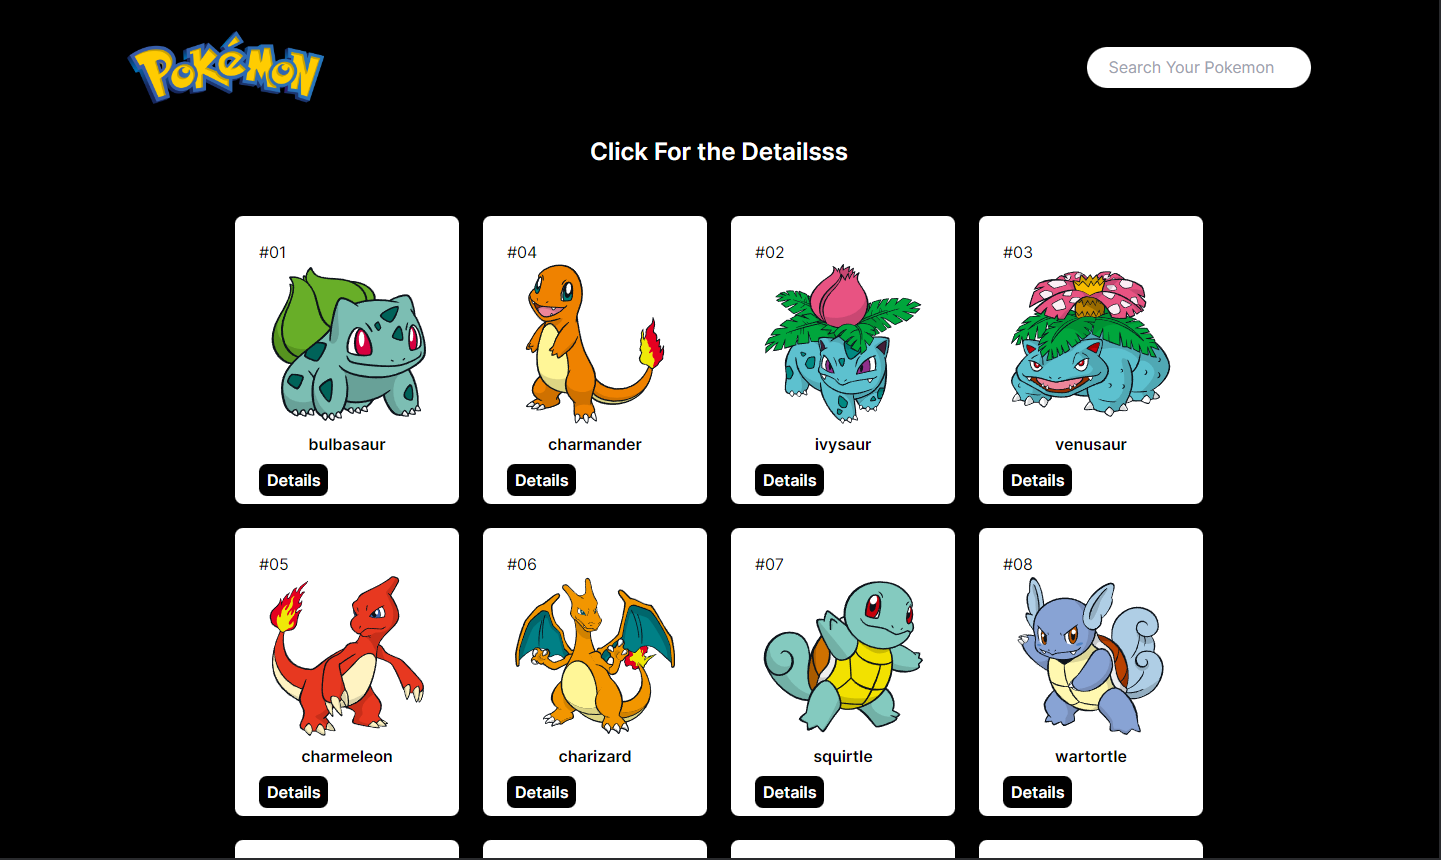 POKéMON
Search Your Pokemon
Click For the Detailsss
#01
bulbasaur
Details
#04
charmander
Details
#02
ivysaur
Details
#03
venusaur
Details
#05
charmeleon
Details
#06
charizard
Details
#07
squirtle
Details
#08
wartortle
Details